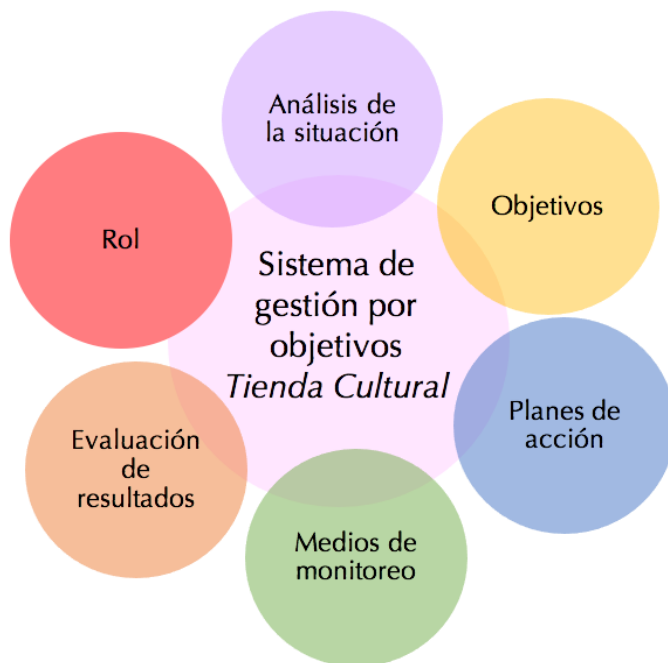 Análisis de
la situación
Objetivos
Rol
Sistema de
gestión por
objetivos
Tienda Cultural
Planes de
acción
Evaluación
de
resultados
Medios de
monitoreo